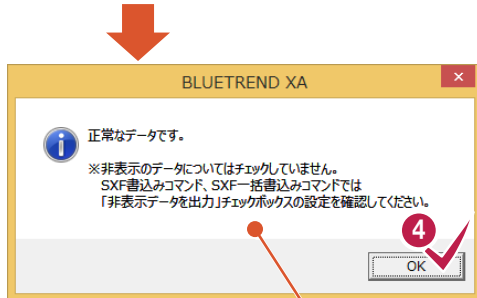 BLUETREND XA
正常なデータです。
※非表示のデータについてはチェックしていません。
SXF書込みコマンド、SXF一括書込みコマンドでは
「非表示データを出力」チェックボックスの設定を確認してください。
4
OK